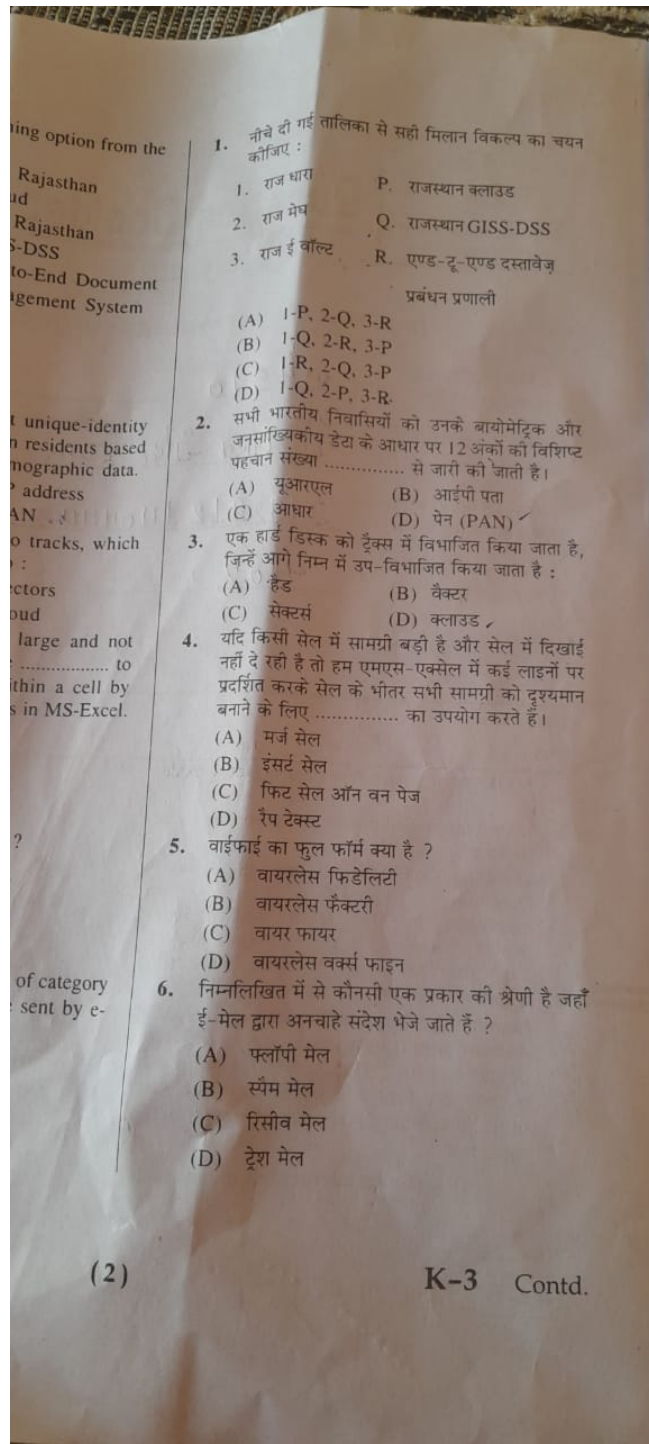 ing option from the
Rajasthan
ud
Rajasthan
S-DSS
to-End Document
gement System
t unique-identity
n residents based
mographic data.
address
AN
o tracks, which
:
ectors
oud
large and not
................. to
ithin a cell by
s in MS-Excel.
?
of category
sent by e-
1. नीचे दी गई तालिका से सही मिलान विकल्प का चयन
कीजिए :
1. राज धारा P. राजस्थान क्लाउड
2. राज मेघ Q. राजस्थान GISS-DSS
3. राज ई वॉल्ट R. एण्ड-टू-एण्ड दस्तावेज़
प्रबंधन प्रणाली
(A) 1-P, 2-Q, 3-R
(B) 1-Q, 2-R, 3-P
(C) 1-R, 2-Q, 3-P
(D) 1-Q, 2-P, 3-R.
2. सभी भारतीय निवासियों को उनके बायोमेट्रिक और
जनसांख्यिकीय डेटा के आधार पर 12 अंकों की विशिष्ट
पहचान संख्या ............... से जारी की जाती है।
(A) यूआरएल (B) आईपी पता
(C) आधार (D) पेन (PAN)
3. एक हार्ड डिस्क को ट्रैक्स में विभाजित किया जाता है,
जिन्हें आगे निम्न में उप-विभाजित किया जाता है :
(A) हैड (B) वैक्टर
(C) सेक्टर्स (D) क्लाउड
4. यदि किसी सेल में सामग्री बड़ी है और सेल में दिखाई
नहीं दे रही है तो हम एमएस-एक्सेल में कई लाइनों पर
प्रदर्शित करके सेल के भीतर सभी सामग्री को दृश्यमान
बनाने के लिए ............... का उपयोग करते हैं।
(A) मर्ज सेल
(B) इंसर्ट सेल
(C) फिट सेल ऑन वन पेज
(D) रैप टेक्स्ट
5. वाईफाई का फुल फॉर्म क्या है ?
(A) वायरलेस फिडेलिटी
(B) वायरलेस फैक्टरी
(C) वायर फायर
(D) वायरलेस वर्क्स फाइन
6. निम्नलिखित में से कौनसी एक प्रकार की श्रेणी है जहाँ
ई-मेल द्वारा अनचाहे संदेश भेजे जाते हैं ?
(A) फ्लॉपी मेल
(B) स्पैम मेल
(C) रिसीव मेल
(D) ट्रेश मेल
(2) K-3 Contd.